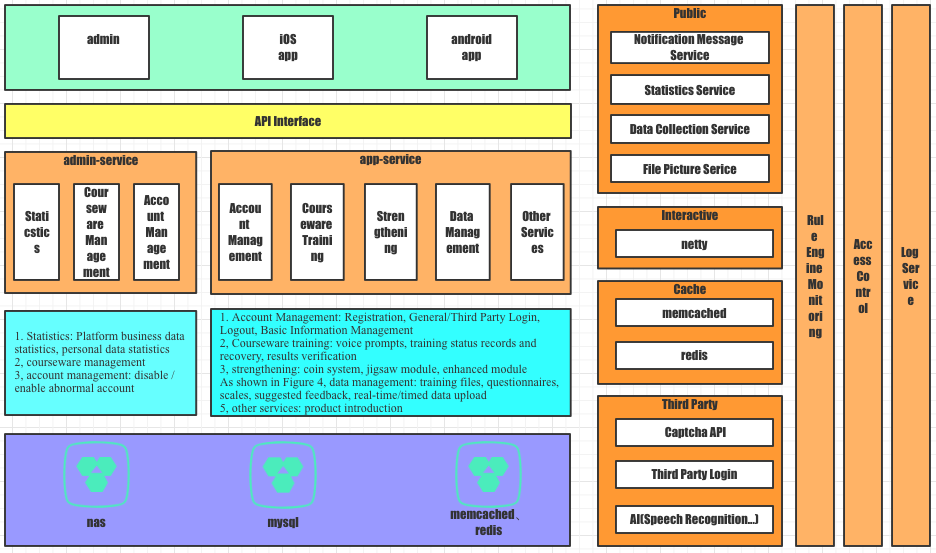 admin
iOS
app
android
app
API Interface
admin-service
Stati
cstic
s
Cour
sew
are
Man
age
ment
Acco
unt
Man
age
ment
app-service
Accou
nt
Manag
ement
Cours
eware
Traini
ng
Stren
gtheni
ng
Data
Manag
ement
Other
Servic
es
1. Statistics: Platform business data
statistics, personal data statistics
2, courseware management
3, account management: disable /
enable abnormal account
1. Account Management: Registration, General/Third Party Login,
Logout, Basic Information Management
2, Courseware training: voice prompts, training status records and
recovery, results verification
3, strengthening: coin system, jigsaw module, enhanced module
As shown in Figure 4, data management: training files, questionnaires,
scales, suggested feedback, real-time/timed data upload
5, other services: product introduction
nas
mysql
memcached、
redis
Public
Notification Message
Service
Statistics Service
Data Collection Service
File Picture Serice
Interactive
netty
Cache
memcached
redis
Third Party
Captcha API
Third Party Login
AI(Speech Recognition...)
Rul
e
Eng
ine
Mo
nit
ori
ng
Acc
ess
Co
ntr
ol
Log
Ser
vic
e